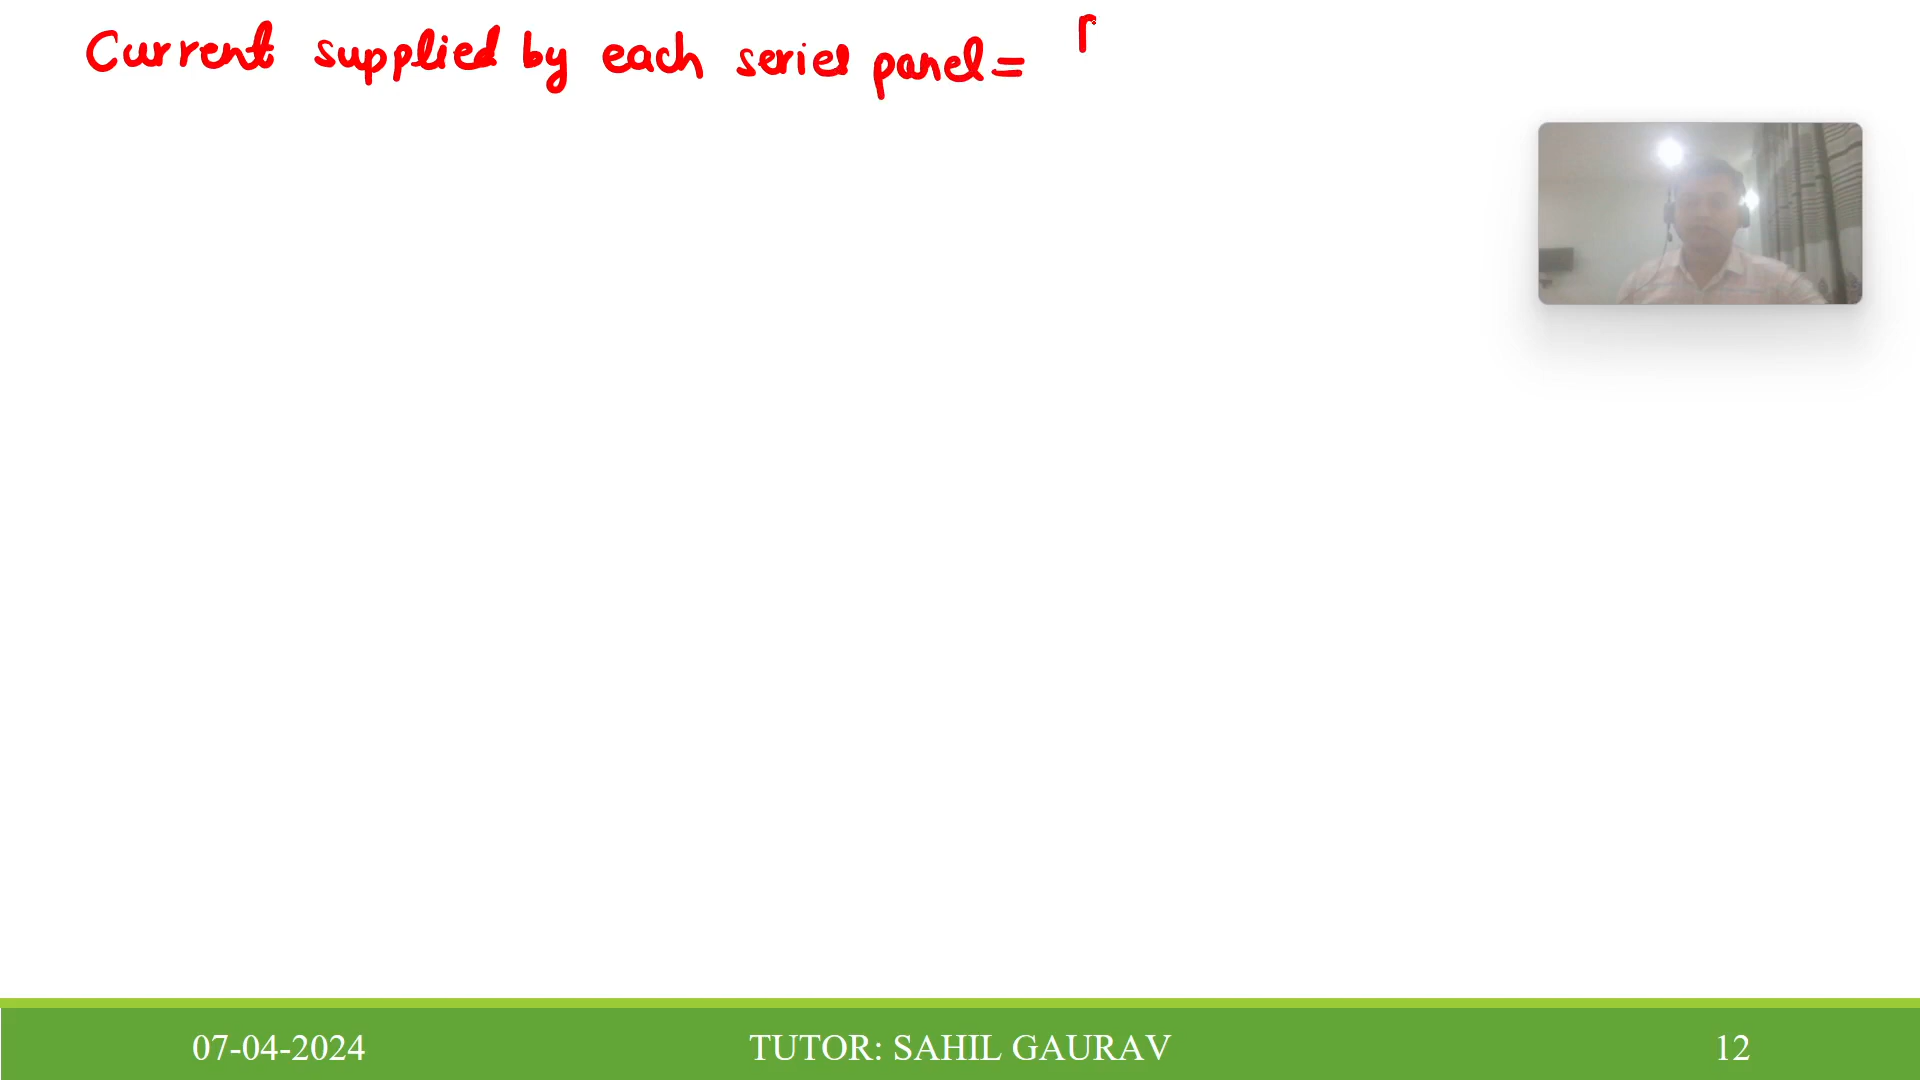 Current supplied by each series panel =
07-04-2024 TUTOR: SAHIL GAURAV 12